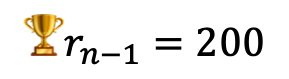 🏆r_{n-1} = 200